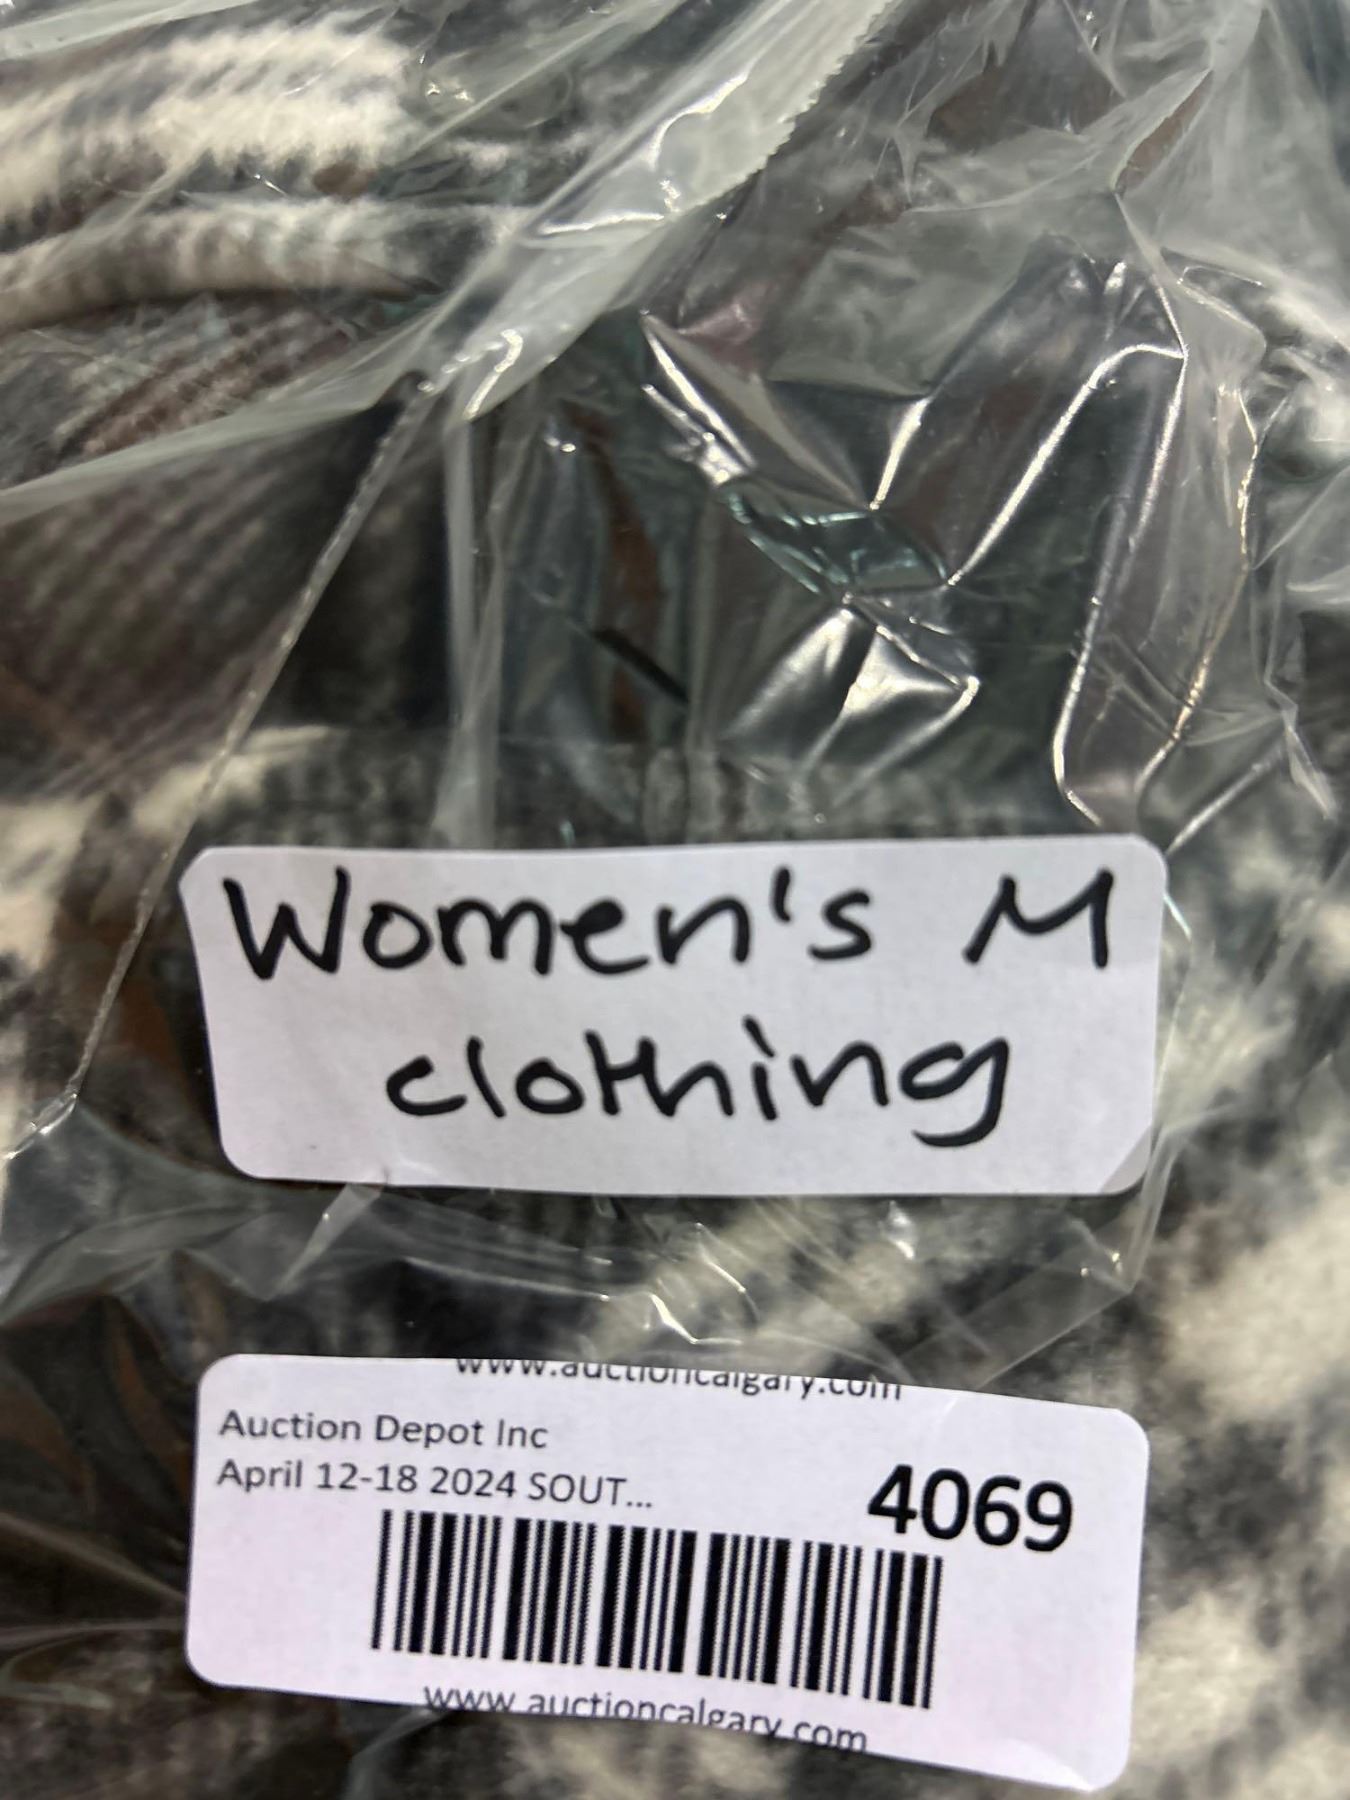 Women's M
clothing
www.auctioncalgary.com
Auction Depot Inc
April 12-18 2024 SOUT...
4069
www.auctioncalgary.com